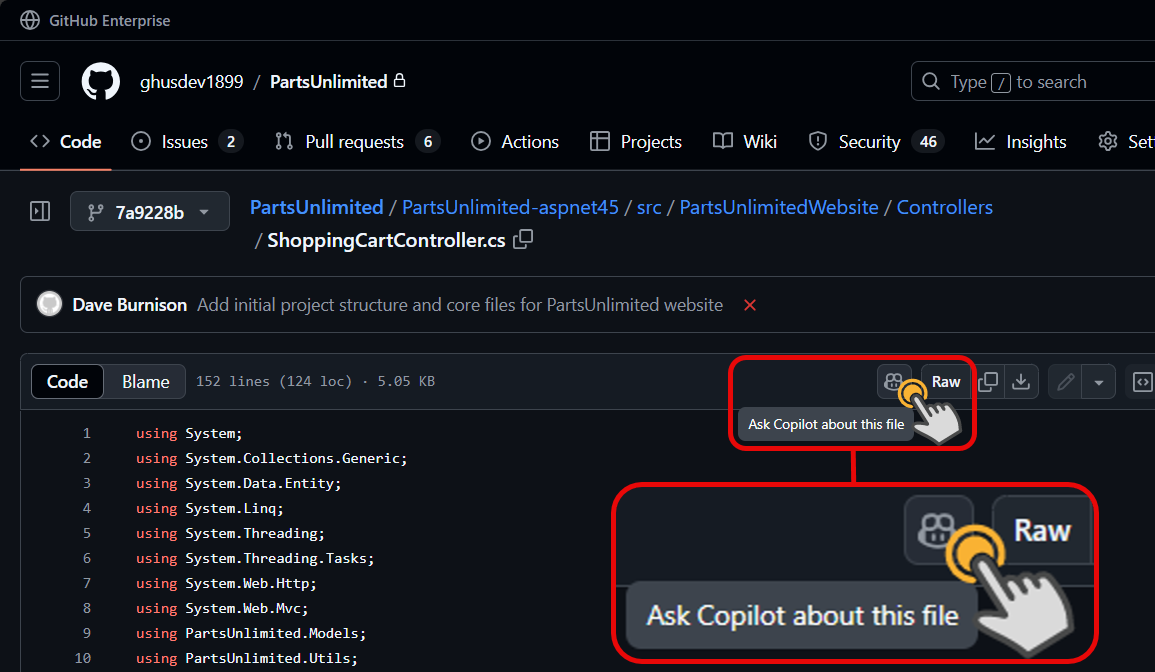 GitHub Enterprise
ghusdev1899 / PartsUnlimited
Type / to search
Code Issues 2 Pull requests 6 Actions Projects Wiki Security 46 Insights Set
7a9228b
PartsUnlimited / PartsUnlimited-aspnet45 / src / PartsUnlimitedWebsite / Controllers
/ ShoppingCartController.cs
Dave Burnison Add initial project structure and core files for PartsUnlimited website
Code Blame 152 lines (124 loc) · 5.05 KB Raw
Ask Copilot about this file
1 using System;
2 using System.Collections.Generic;
3 using System.Data.Entity;
4 using System.Linq;
5 using System.Threading;
6 using System.Threading.Tasks;
7 using System.Web.Http;
8 using System.Web.Mvc;
9 using PartsUnlimited.Models;
10 using PartsUnlimited.Utils;
Raw
Ask Copilot about this file